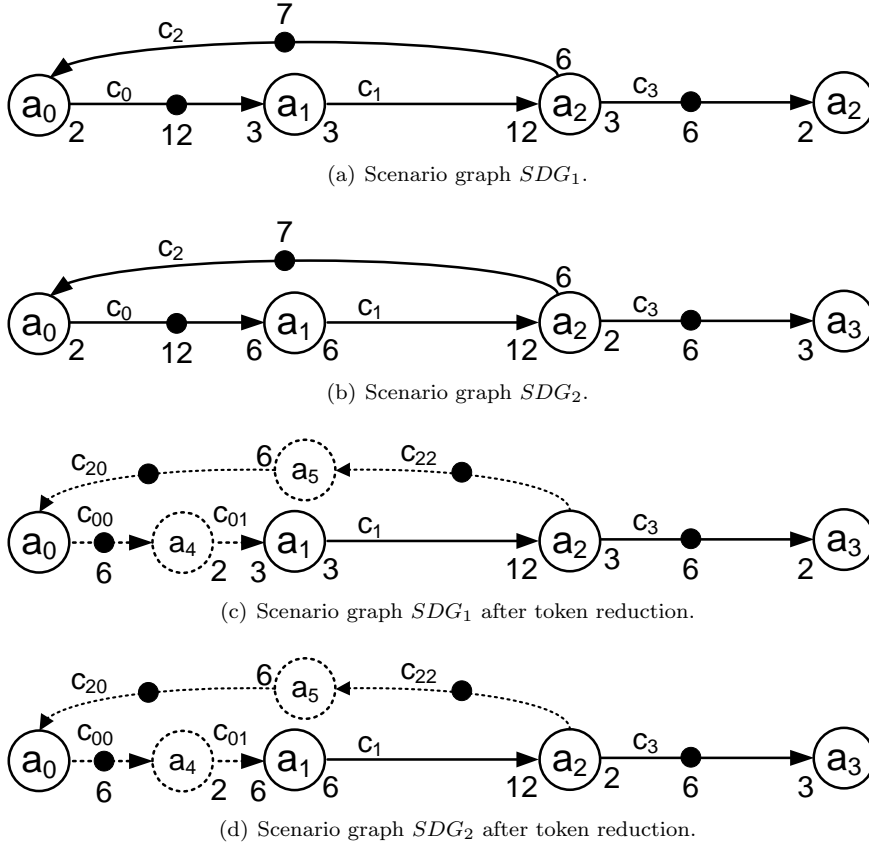 7
c2
6
a0 c0 a1 c1 a2 c3 a2
2 12 3 3 12 3 6 2
(a) Scenario graph SDG1.
7
c2
6
a0 c0 a1 c1 a2 c3 a3
2 12 6 6 12 2 6 3
(b) Scenario graph SDG2.
c20 6 a5 c22
a0 c00 a4 c01 a1 c1 a2 c3 a3
6 2 3 3 12 3 6 2
(c) Scenario graph SDG1 after token reduction.
c20 6 a5 c22
a0 c00 a4 c01 a1 c1 a2 c3 a3
6 2 6 6 12 2 6 3
(d) Scenario graph SDG2 after token reduction.